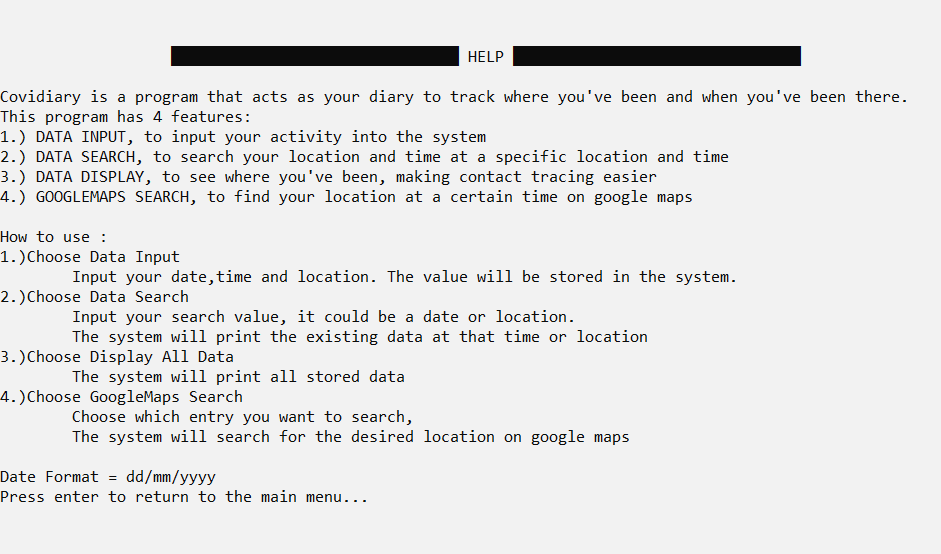 HELP
Covidiary is a program that acts as your diary to track where you've been and when you've been there.
This program has 4 features:
1.) DATA INPUT, to input your activity into the system
2.) DATA SEARCH, to search your location and time at a specific location and time
3.) DATA DISPLAY, to see where you've been, making contact tracing easier
4.) GOOGLEMAPS SEARCH, to find your location at a certain time on google maps
How to use :
1.)Choose Data Input
Input your date,time and location. The value will be stored in the system.
2.)Choose Data Search
Input your search value, it could be a date or location.
The system will print the existing data at that time or location
3.)Choose Display All Data
The system will print all stored data
4.)Choose GoogleMaps Search
Choose which entry you want to search,
The system will search for the desired location on google maps
Date Format = dd/mm/yyyy
Press enter to return to the main menu...